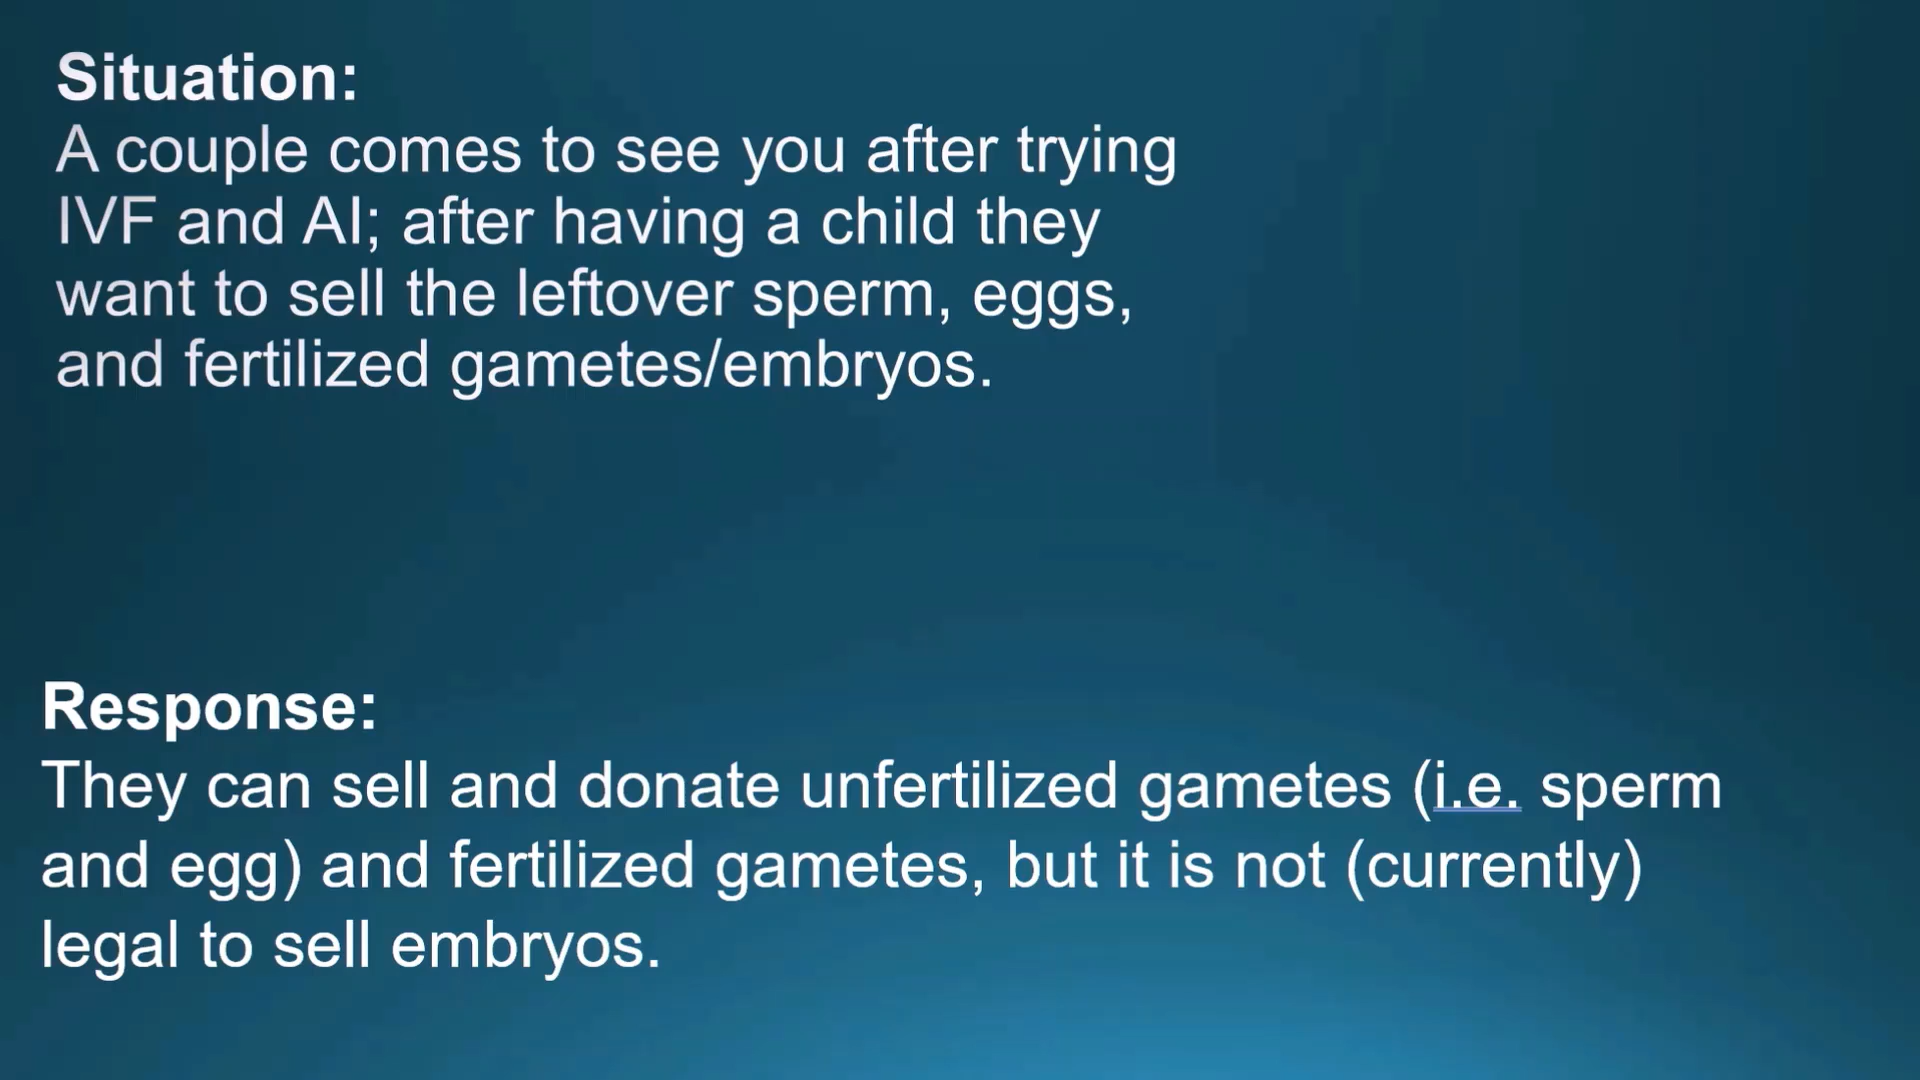 Situation:
A couple comes to see you after trying
IVF and AI; after having a child they
want to sell the leftover sperm, eggs,
and fertilized gametes/embryos.
Response:
They can sell and donate unfertilized gametes (i.e. sperm
and egg) and fertilized gametes, but it is not (currently)
legal to sell embryos.